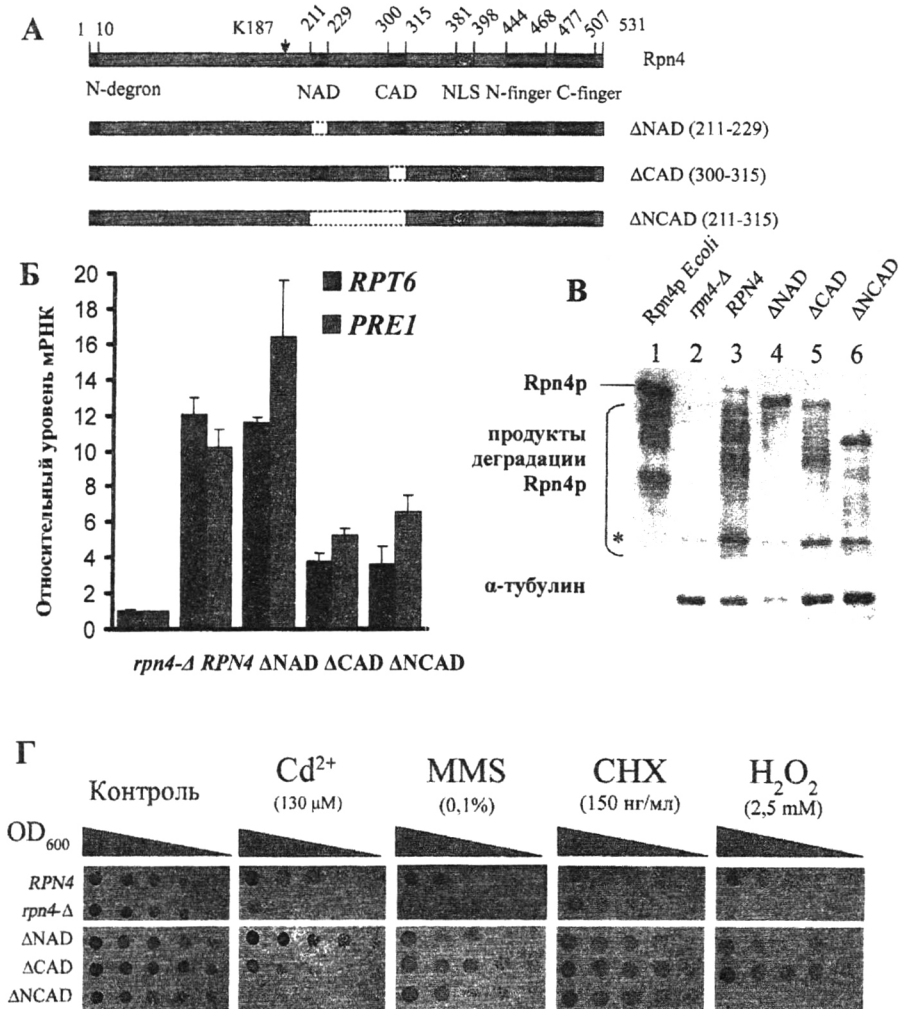 А
1 10 K187 211 229 300 315 381 398 444 468 477 507 531
Rpn4
N-degron NAD CAD NLS N-finger C-finger
ΔNAD (211-229)
ΔCAD (300-315)
ΔNCAD (211-315)
Б
Относительный уровень мРНК
20
18
16
14
12
10
8
6
4
2
0
RPT6
PRE1
rpn4-Δ RPN4 ΔNAD ΔCAD ΔNCAD
В
Rpn4p E.coli rpn4-Δ RPN4 ΔNAD ΔCAD ΔNCAD
1 2 3 4 5 6
Rpn4p
продукты
деградации
Rpn4p
*
α-тубулин
Г
Контроль Cd2+ MMS CHX H2O2
(130 µM) (0,1%) (150 нг/мл) (2,5 mM)
OD600
RPN4
rpn4-Δ
ΔNAD
ΔCAD
ΔNCAD